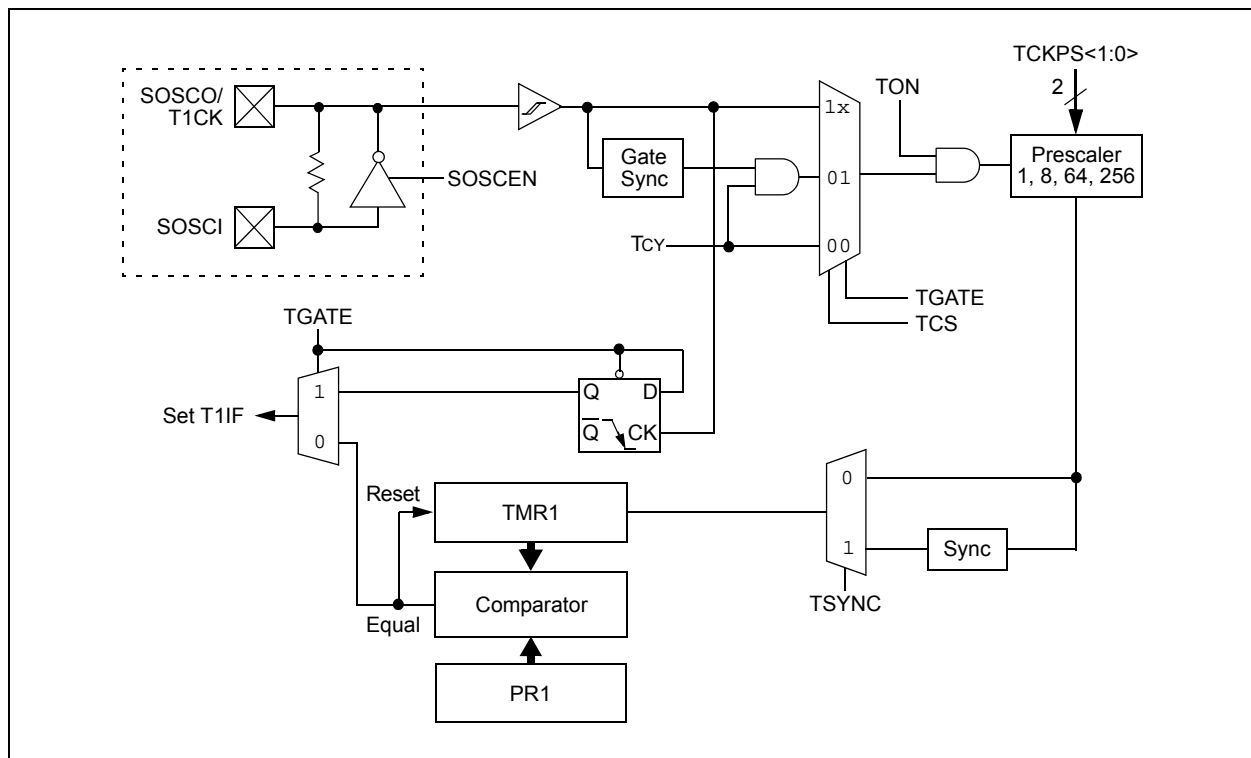 TCKPS<1:0>
2
SOSCO/
T1CK
TON
1x
Gate
Sync
Prescaler
1, 8, 64, 256
SOSCEN
01
SOSCI
TCY
00
TGATE
TCS
TGATE
1
Q
D
Set T1IF
Q
CK
0
Reset
TMR1
0
1
Sync
Comparator
TSYNC
Equal
PR1